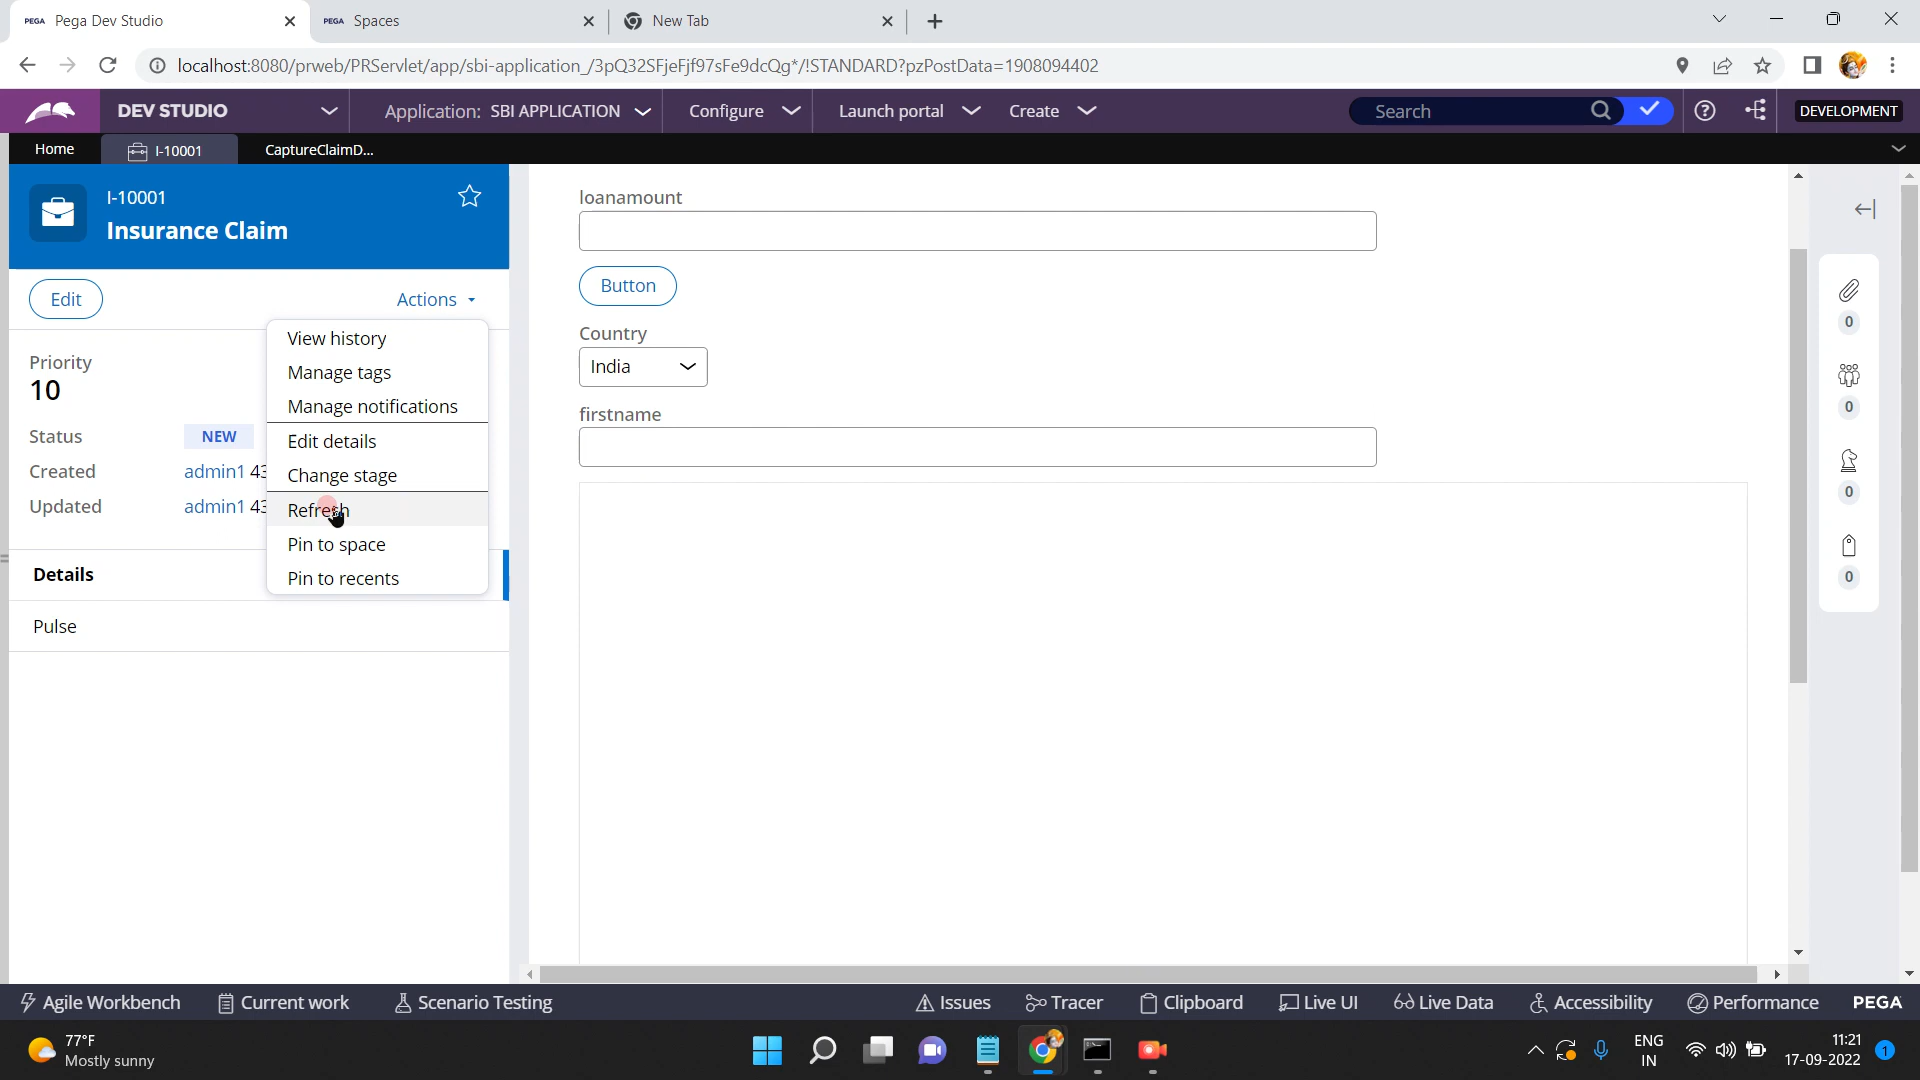 PEGA Pega Dev Studio
PEGA Spaces
New Tab
localhost:8080/prweb/PRServlet/app/sbi-application_/3pQ32SFjeFjf97sFe9dcQg*/!STANDARD?pzPostData=1908094402
DEV STUDIO
Application: SBI APPLICATION
Configure
Launch portal
Create
Search
DEVELOPMENT
Home
I-10001
CaptureClaimD...
I-10001
Insurance Claim
Edit
Actions
View history
Manage tags
Manage notifications
Edit details
Change stage
Refresh
Pin to space
Pin to recents
Priority
10
Status NEW
Created admin1 43
Updated admin1 43
Details
Pulse
loanamount
Button
Country
India
firstname
0
0
0
0
Agile Workbench
Current work
Scenario Testing
Issues
Tracer
Clipboard
Live UI
Live Data
Accessibility
Performance
PEGA
77°F
Mostly sunny
ENG
IN
11:21
17-09-2022
1